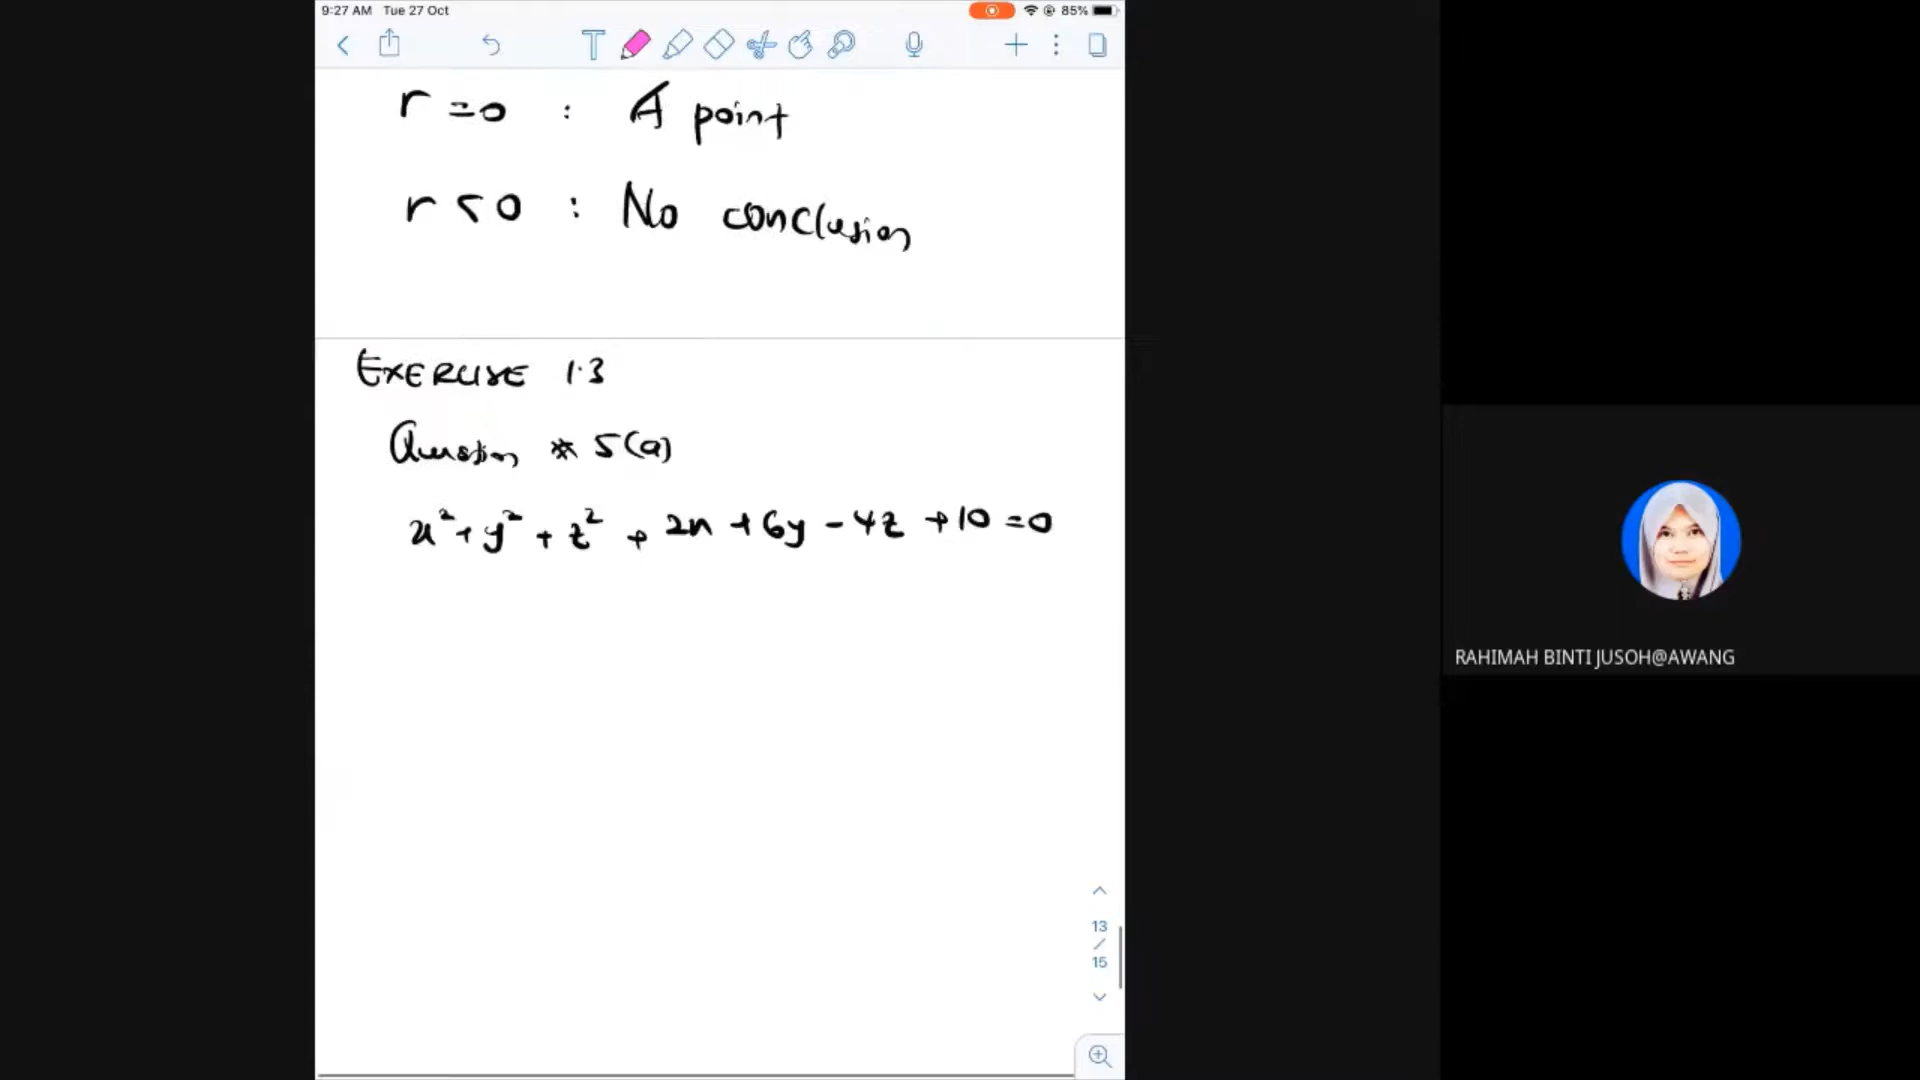 9:27 AM Tue 27 Oct
85%
T
r = 0 : A point
r < 0 : No conclusion
EXERCISE 1.3
Question * 5(a)
x² + y² + z² + 2x + 6y - 4z + 10 = 0
RAHIMAH BINTI JUSOH@AWANG
13
/
15